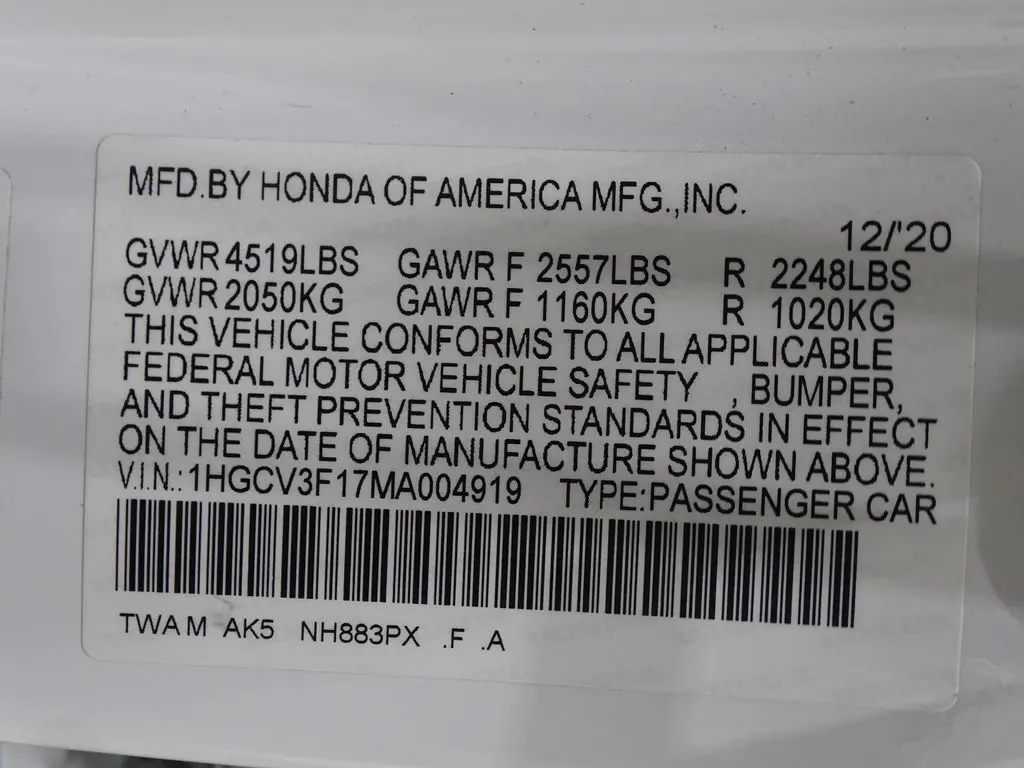 MFD.BY HONDA OF AMERICA MFG.,INC.
12/'20
GVWR 4519LBS GAWR F 2557LBS R 2248LBS
GVWR 2050KG GAWR F 1160KG R 1020KG
THIS VEHICLE CONFORMS TO ALL APPLICABLE
FEDERAL MOTOR VEHICLE SAFETY , BUMPER,
AND THEFT PREVENTION STANDARDS IN EFFECT
ON THE DATE OF MANUFACTURE SHOWN ABOVE.
V.I.N.: 1HGCV3F17MA004919 TYPE:PASSENGER CAR
TWA M AK5 NH883PX .F .A